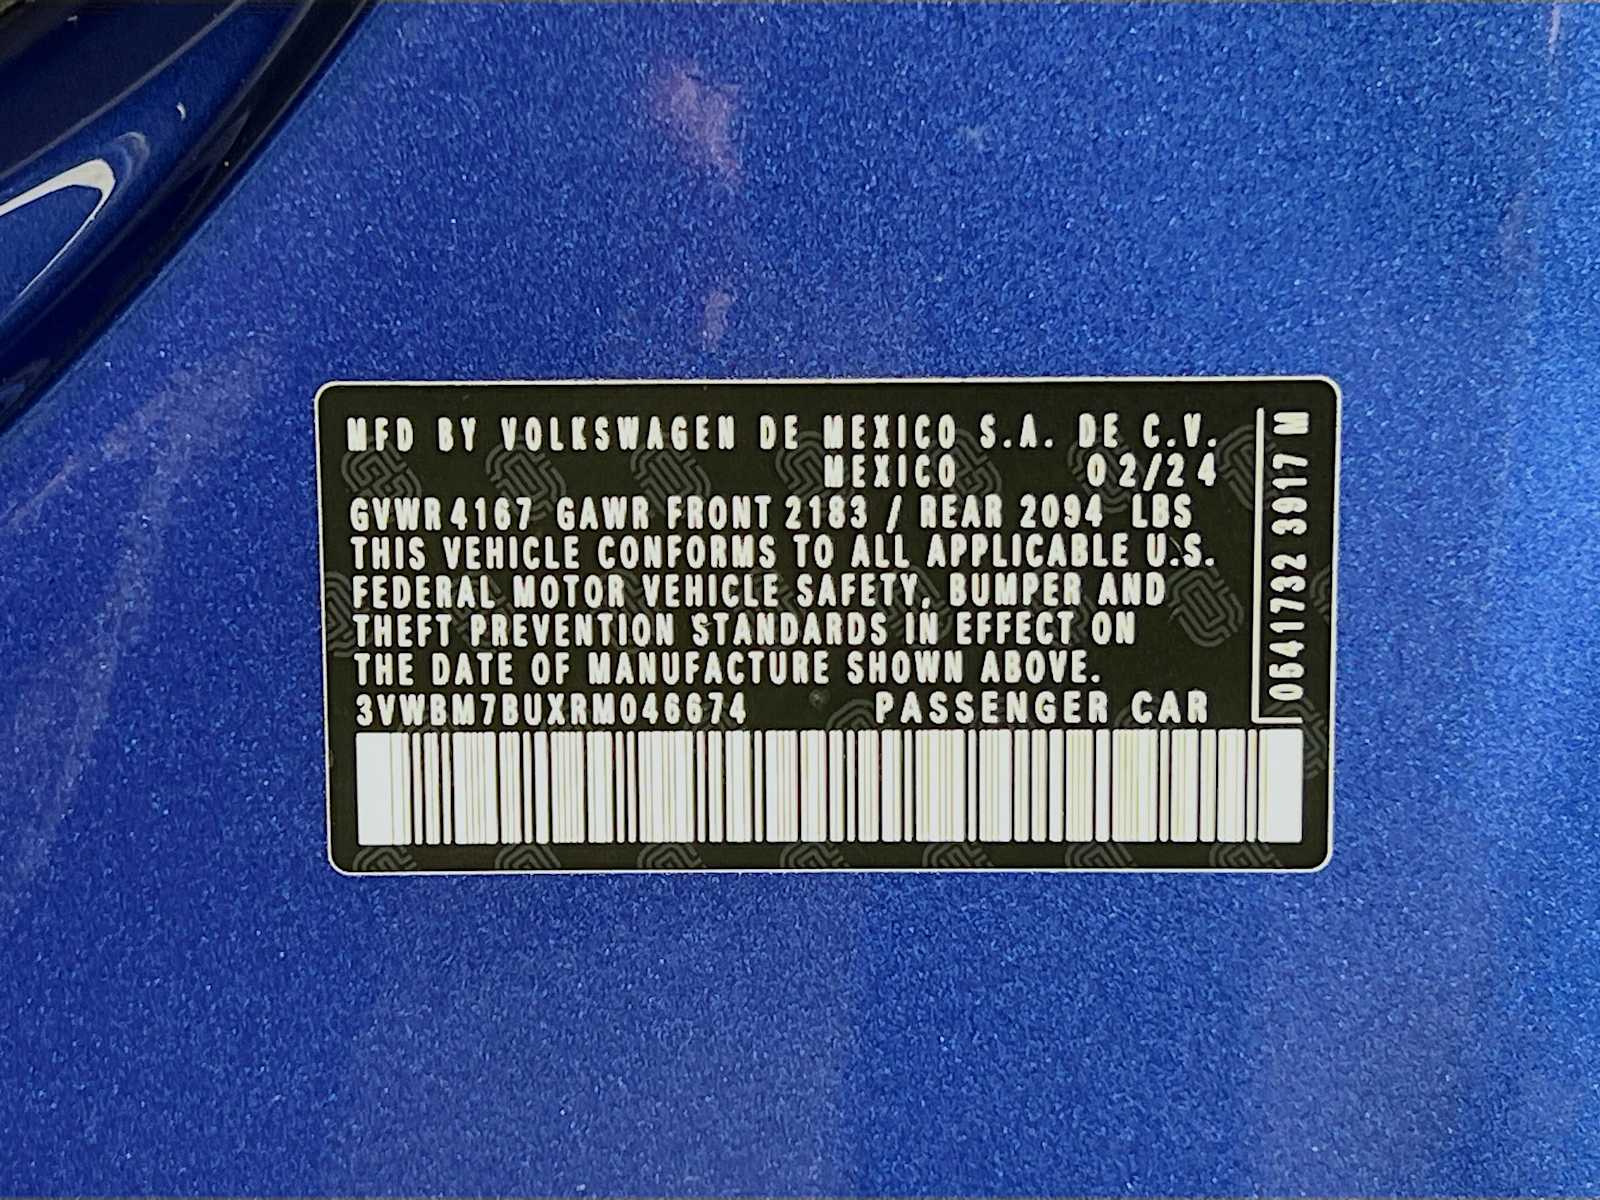 MFD BY VOLKSWAGEN DE MEXICO S.A. DE C.V.
MEXICO 02/24
GVWR 4167 GAWR FRONT 2183 / REAR 2094 LBS
THIS VEHICLE CONFORMS TO ALL APPLICABLE U.S.
FEDERAL MOTOR VEHICLE SAFETY, BUMPER AND
THEFT PREVENTION STANDARDS IN EFFECT ON
THE DATE OF MANUFACTURE SHOWN ABOVE.
3VWBM7BUXRM046674 PASSENGER CAR
0541732 3917 M